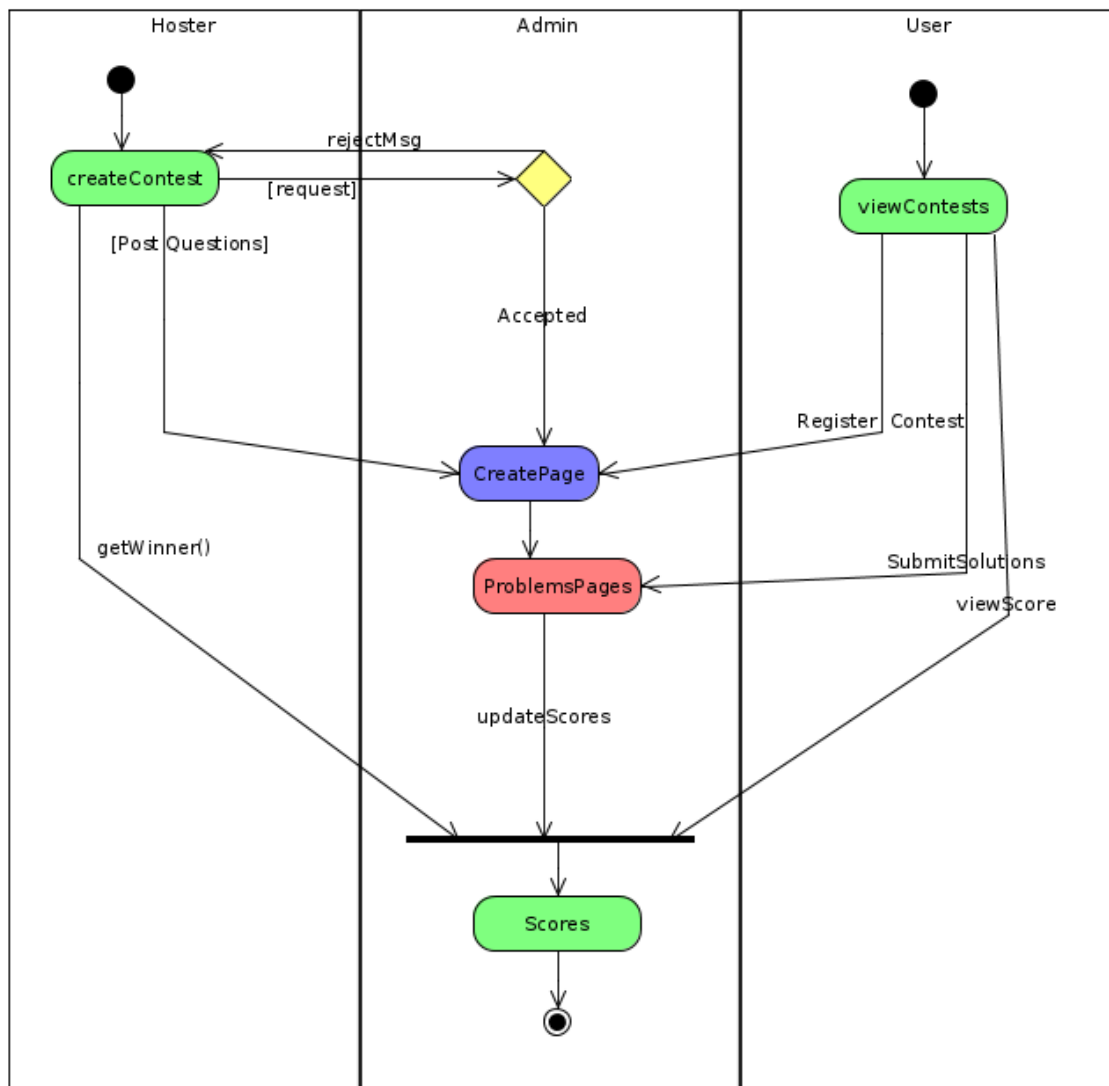 Hoster
Admin
User
rejectMsg
createContest
[request]
viewContests
[Post Questions]
Accepted
Register Contest
CreatePage
getWinner()
SubmitSolutions
ProblemsPages
viewScore
updateScores
Scores